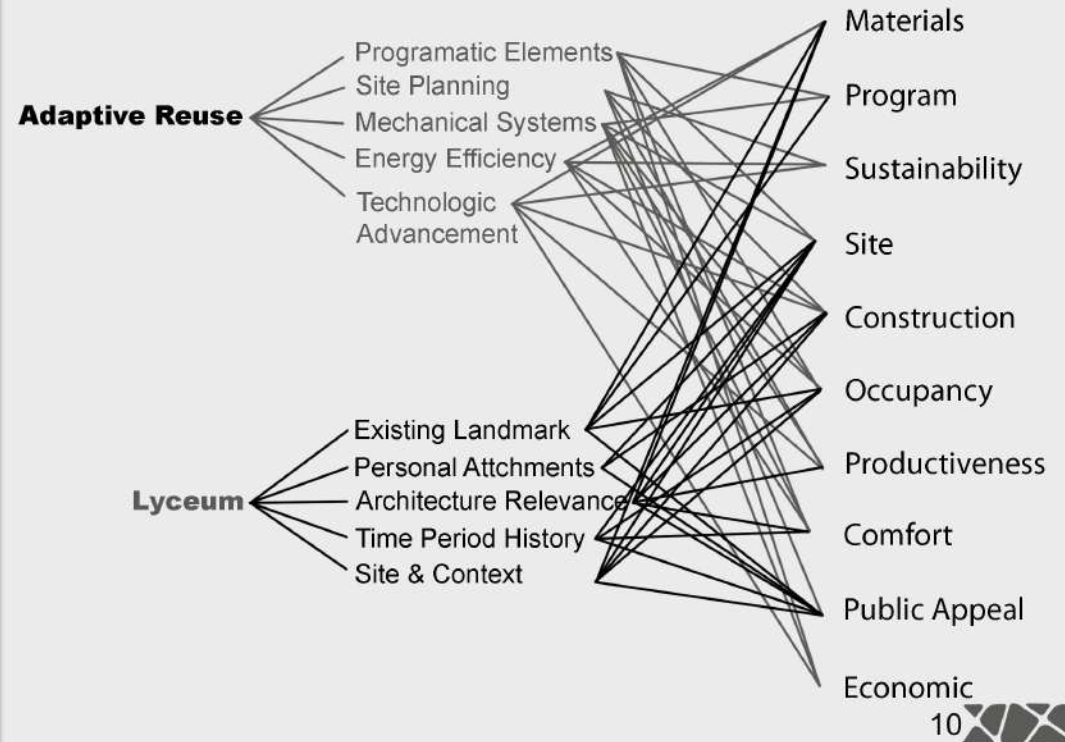 Adaptive Reuse
Programatic Elements
Site Planning
Mechanical Systems
Energy Efficiency
Technologic
Advancement
Lyceum
Existing Landmark
Personal Attchments
Architecture Relevance
Time Period History
Site & Context
Materials
Program
Sustainability
Site
Construction
Occupancy
Productiveness
Comfort
Public Appeal
Economic
10